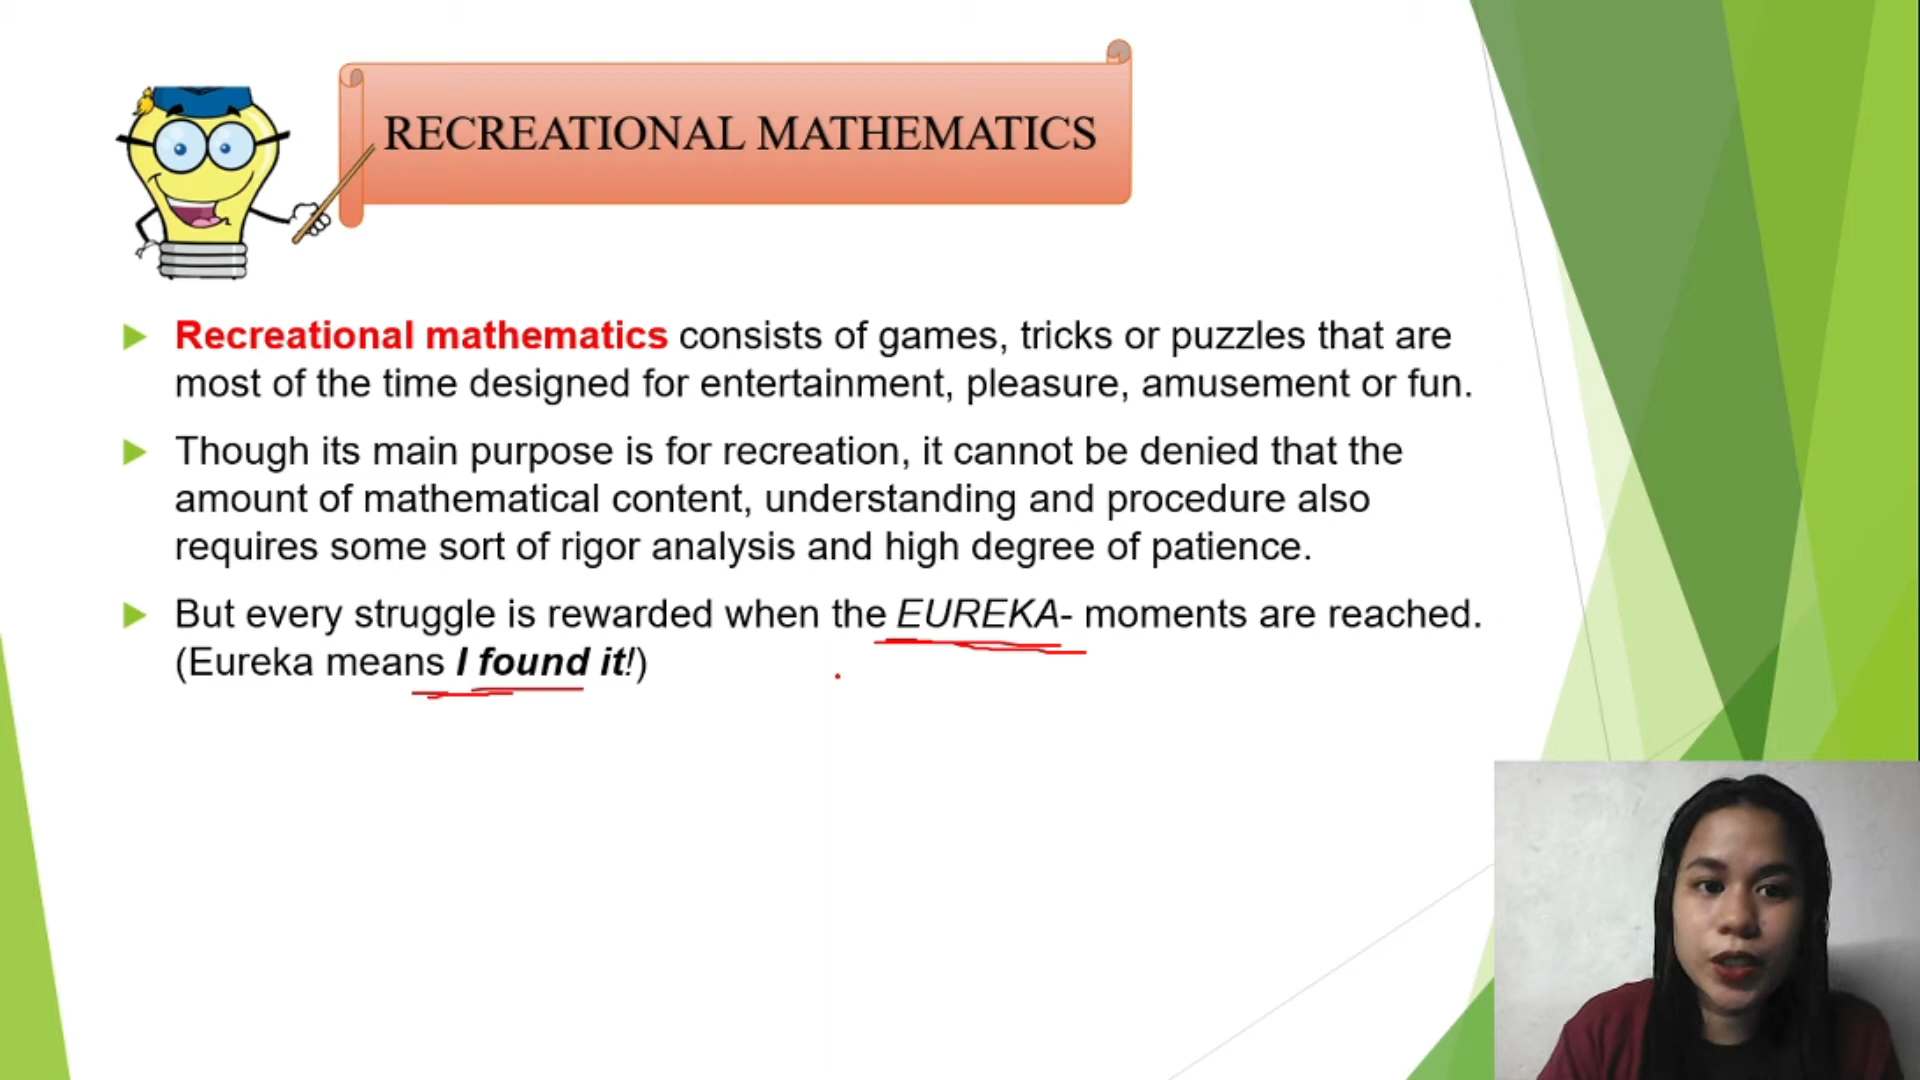 RECREATIONAL MATHEMATICS
Recreational mathematics consists of games, tricks or puzzles that are
most of the time designed for entertainment, pleasure, amusement or fun.
Though its main purpose is for recreation, it cannot be denied that the
amount of mathematical content, understanding and procedure also
requires some sort of rigor analysis and high degree of patience.
But every struggle is rewarded when the EUREKA- moments are reached.
(Eureka means I found it!)